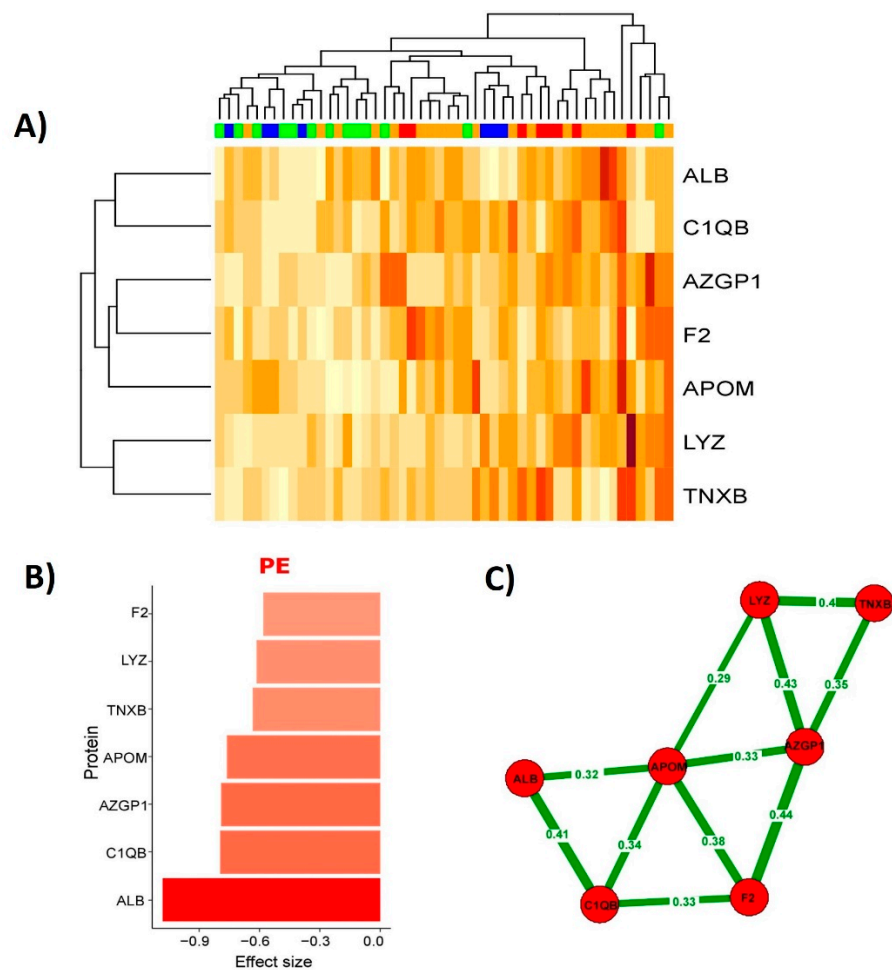 A)
ALB
C1QB
AZGP1
F2
APOM
LYZ
TNXB
B)
PE
Protein
F2
LYZ
TNXB
APOM
AZGP1
C1QB
ALB
−0.9 −0.6 −0.3 0.0
Effect size
C)
LYZ 0.4 TNXB
0.29 0.43 0.35
AZGP1
0.33
APOM
ALB 0.32
0.44
0.41 0.34 0.38
F2
C1QB 0.33